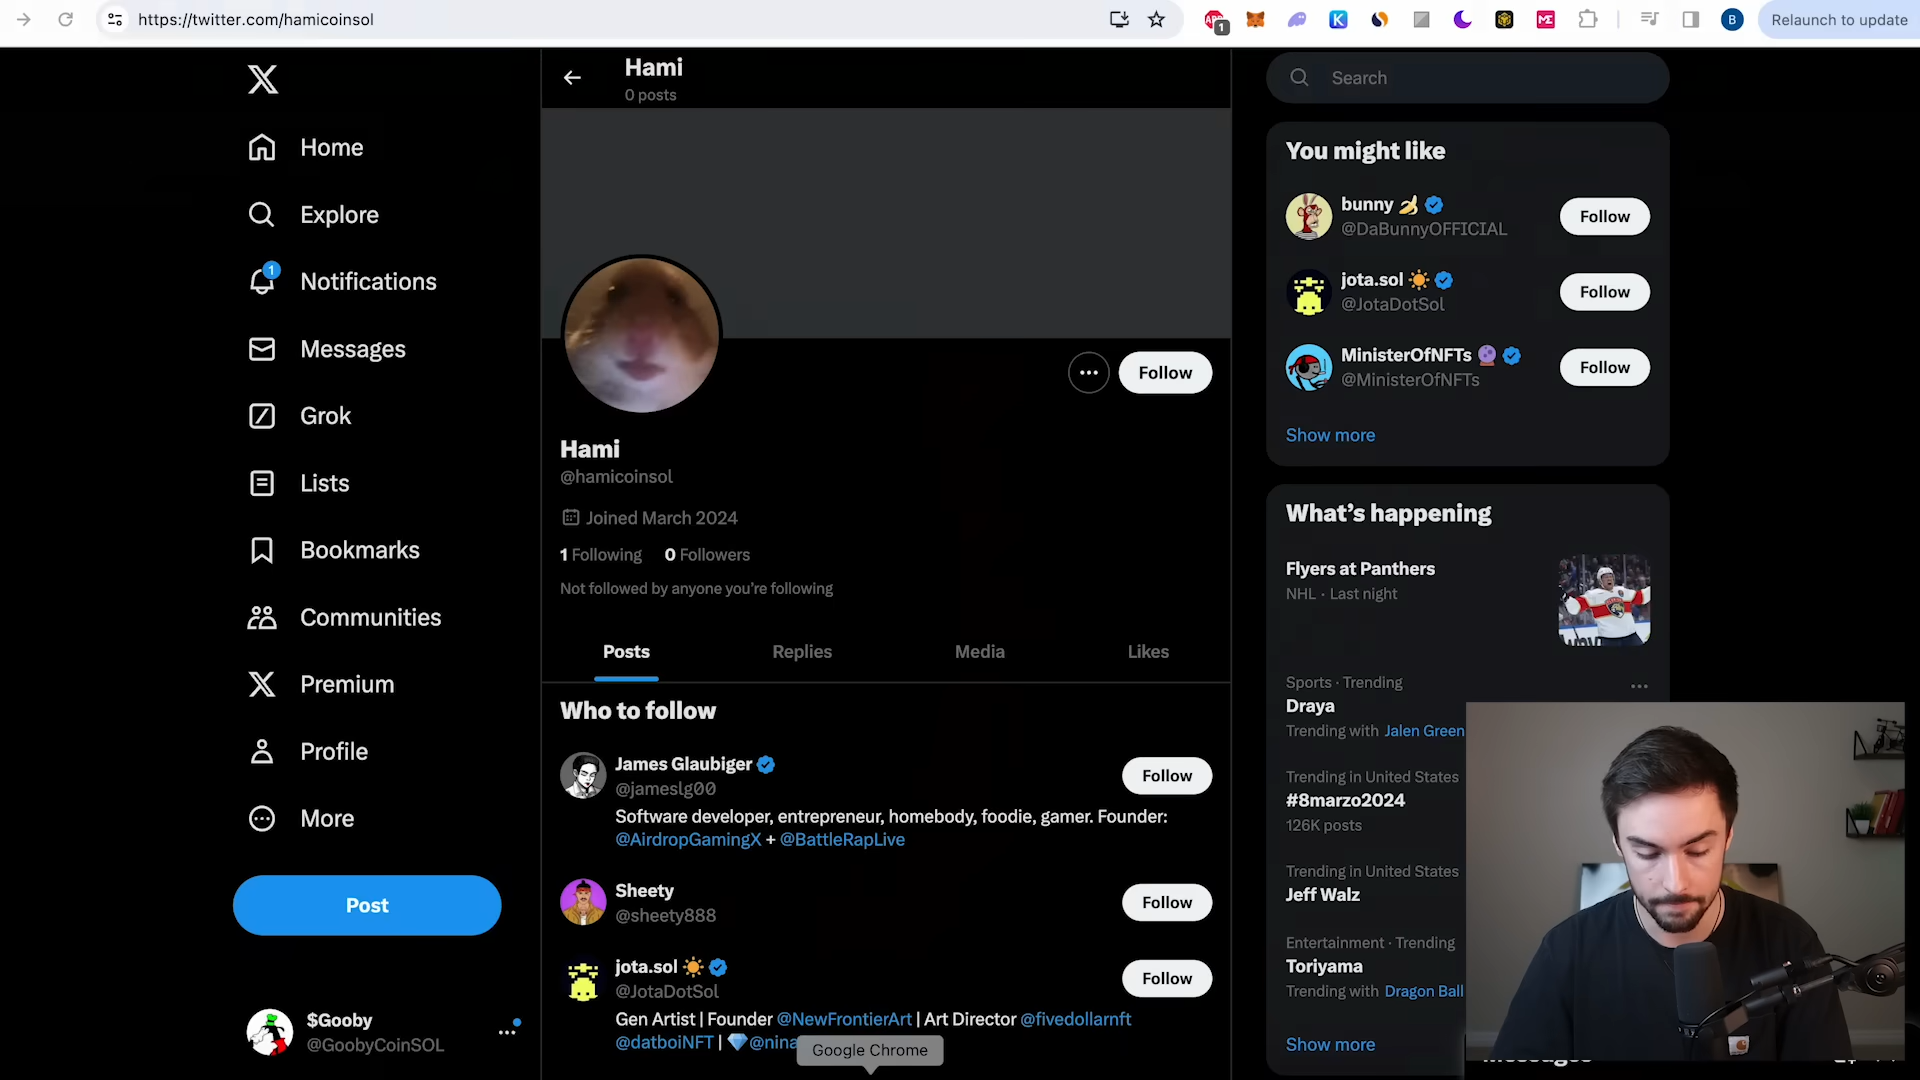 https://twitter.com/hamicoinsol
1
B
Relaunch to update
Home
Explore
1
Notifications
Messages
Grok
Lists
Bookmarks
Communities
Premium
Profile
More
Post
$Gooby
@GoobyCoinSOL
Hami
0 posts
Follow
Hami
@hamicoinsol
Joined March 2024
1 Following 0 Followers
Not followed by anyone you’re following
Posts Replies Media Likes
Who to follow
James Glaubiger
@jameslg00
Follow
Software developer, entrepreneur, homebody, foodie, gamer. Founder:
@AirdropGamingX + @BattleRapLive
Sheety
@sheety888
Follow
jota.sol
@JotaDotSol
Follow
Gen Artist | Founder @NewFrontierArt | Art Director @fivedollarnft
@datboiNFT | 💎@nina
Google Chrome
Search
You might like
bunny 🍌
@DaBunnyOFFICIAL
Follow
jota.sol
@JotaDotSol
Follow
MinisterOfNFTs
@MinisterOfNFTs
Follow
Show more
What’s happening
Flyers at Panthers
NHL · Last night
Sports · Trending
Draya
Trending with Jalen Green
Trending in United States
#8marzo2024
126K posts
Trending in United States
Jeff Walz
Entertainment · Trending
Toriyama
Trending with Dragon Ball
Show more